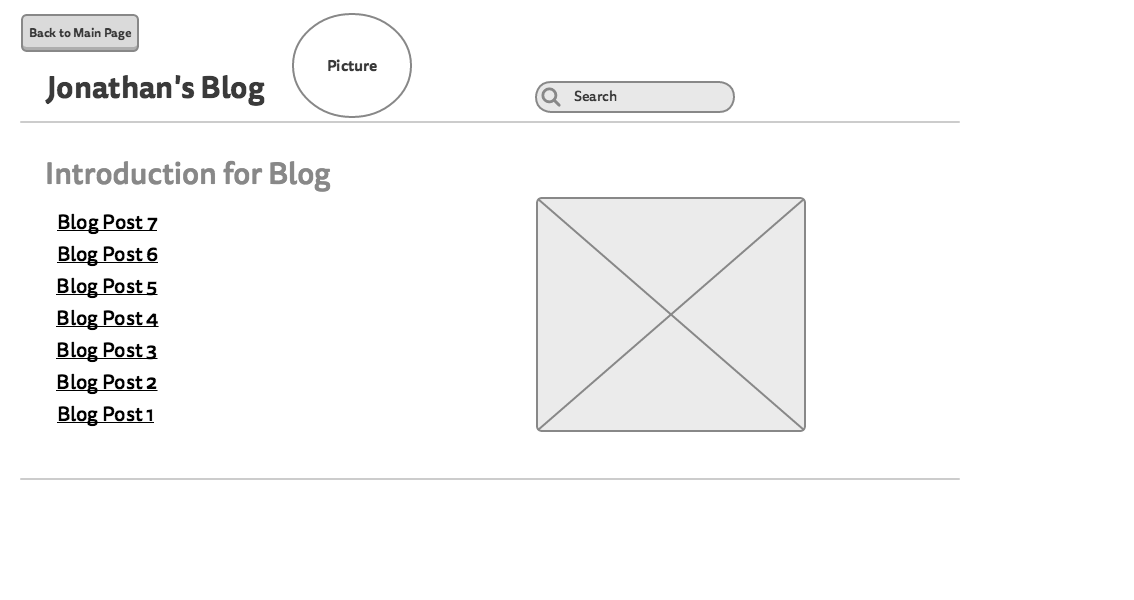 Back to Main Page
Jonathan's Blog
Picture
Search
Introduction for Blog
Blog Post 7
Blog Post 6
Blog Post 5
Blog Post 4
Blog Post 3
Blog Post 2
Blog Post 1